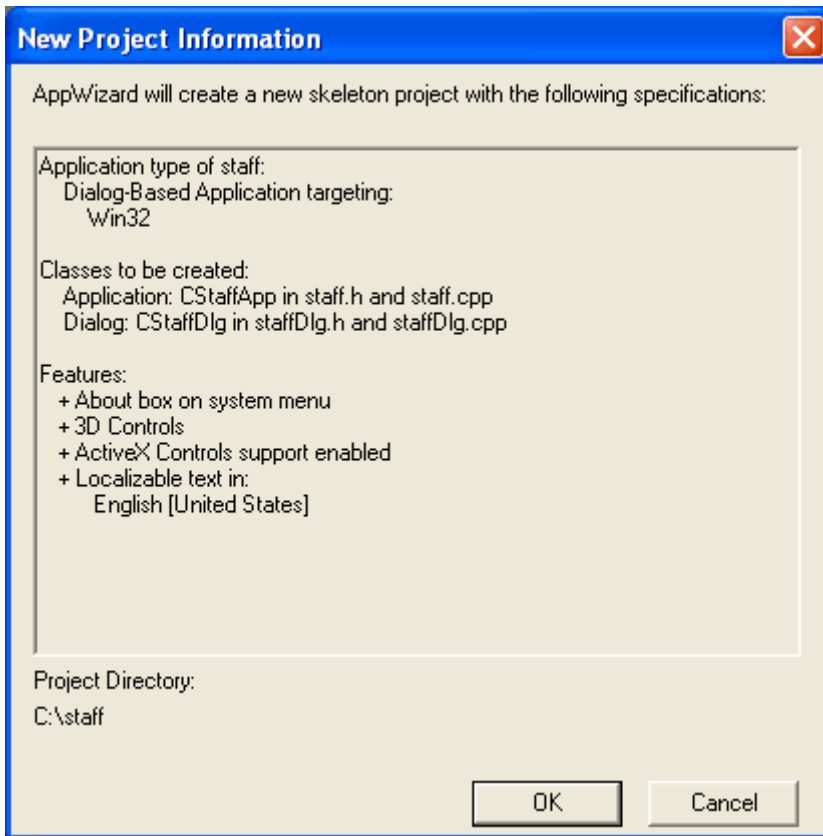 New Project Information
AppWizard will create a new skeleton project with the following specifications:
Application type of staff:
Dialog-Based Application targeting:
Win32
Classes to be created:
Application: CStaffApp in staff.h and staff.cpp
Dialog: CStaffDlg in staffDlg.h and staffDlg.cpp
Features:
+ About box on system menu
+ 3D Controls
+ ActiveX Controls support enabled
+ Localizable text in:
English [United States]
Project Directory:
C:\staff
OK Cancel